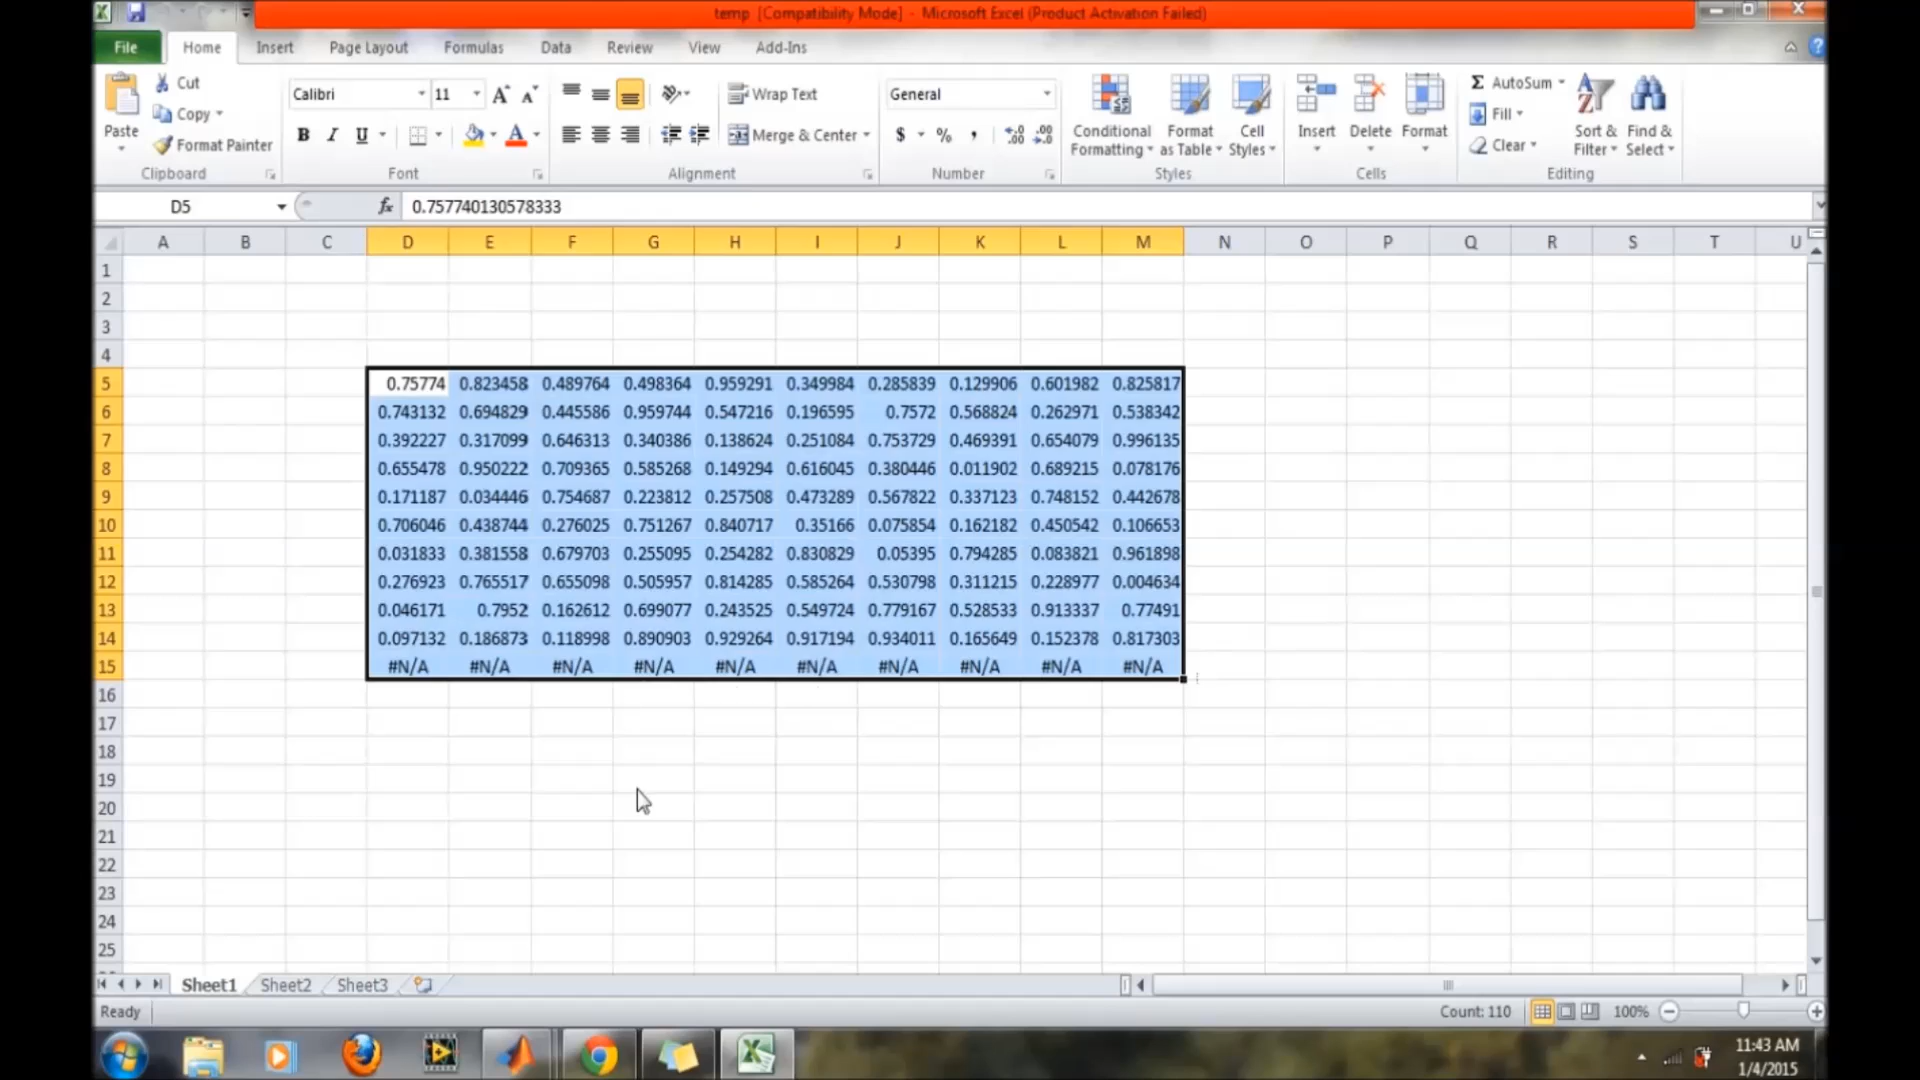 temp [Compatibility Mode] - Microsoft Excel (Product Activation Failed)
File Home Insert Page Layout Formulas Data Review View Add-Ins
Paste Cut Copy Format Painter Clipboard
Calibri 11 B I U Font
Wrap Text Merge & Center Alignment
General $ % , Number
Conditional Formatting Format as Table Cell Styles Styles
Insert Delete Format Cells
Σ AutoSum Fill Clear Sort & Filter Find & Select Editing
D5 fx 0.757740130578333
A B C D E F G H I J K L M N O P Q R S T U
1
2
3
4
5 0.75774 0.823458 0.489764 0.498364 0.959291 0.349984 0.285839 0.129906 0.601982 0.825817
6 0.743132 0.694829 0.445586 0.959744 0.547216 0.196595 0.7572 0.568824 0.262971 0.538342
7 0.392227 0.317099 0.646313 0.340386 0.138624 0.251084 0.753729 0.469391 0.654079 0.996135
8 0.655478 0.950222 0.709365 0.585268 0.149294 0.616045 0.380446 0.011902 0.689215 0.078176
9 0.171187 0.034446 0.754687 0.223812 0.257508 0.473289 0.567822 0.337123 0.748152 0.442678
10 0.706046 0.438744 0.276025 0.751267 0.840717 0.35166 0.075854 0.162182 0.450542 0.106653
11 0.031833 0.381558 0.679703 0.255095 0.254282 0.830829 0.05395 0.794285 0.083821 0.961898
12 0.276923 0.765517 0.655098 0.505957 0.814285 0.585264 0.530798 0.311215 0.228977 0.004634
13 0.046171 0.7952 0.162612 0.699077 0.243525 0.549724 0.779167 0.528533 0.913337 0.77491
14 0.097132 0.186873 0.118998 0.890903 0.929264 0.917194 0.934011 0.165649 0.152378 0.817303
15 #N/A #N/A #N/A #N/A #N/A #N/A #N/A #N/A #N/A #N/A
16
17
18
19
20
21
22
23
24
25
Sheet1 Sheet2 Sheet3
Ready Count: 110 100%
11:43 AM
1/4/2015